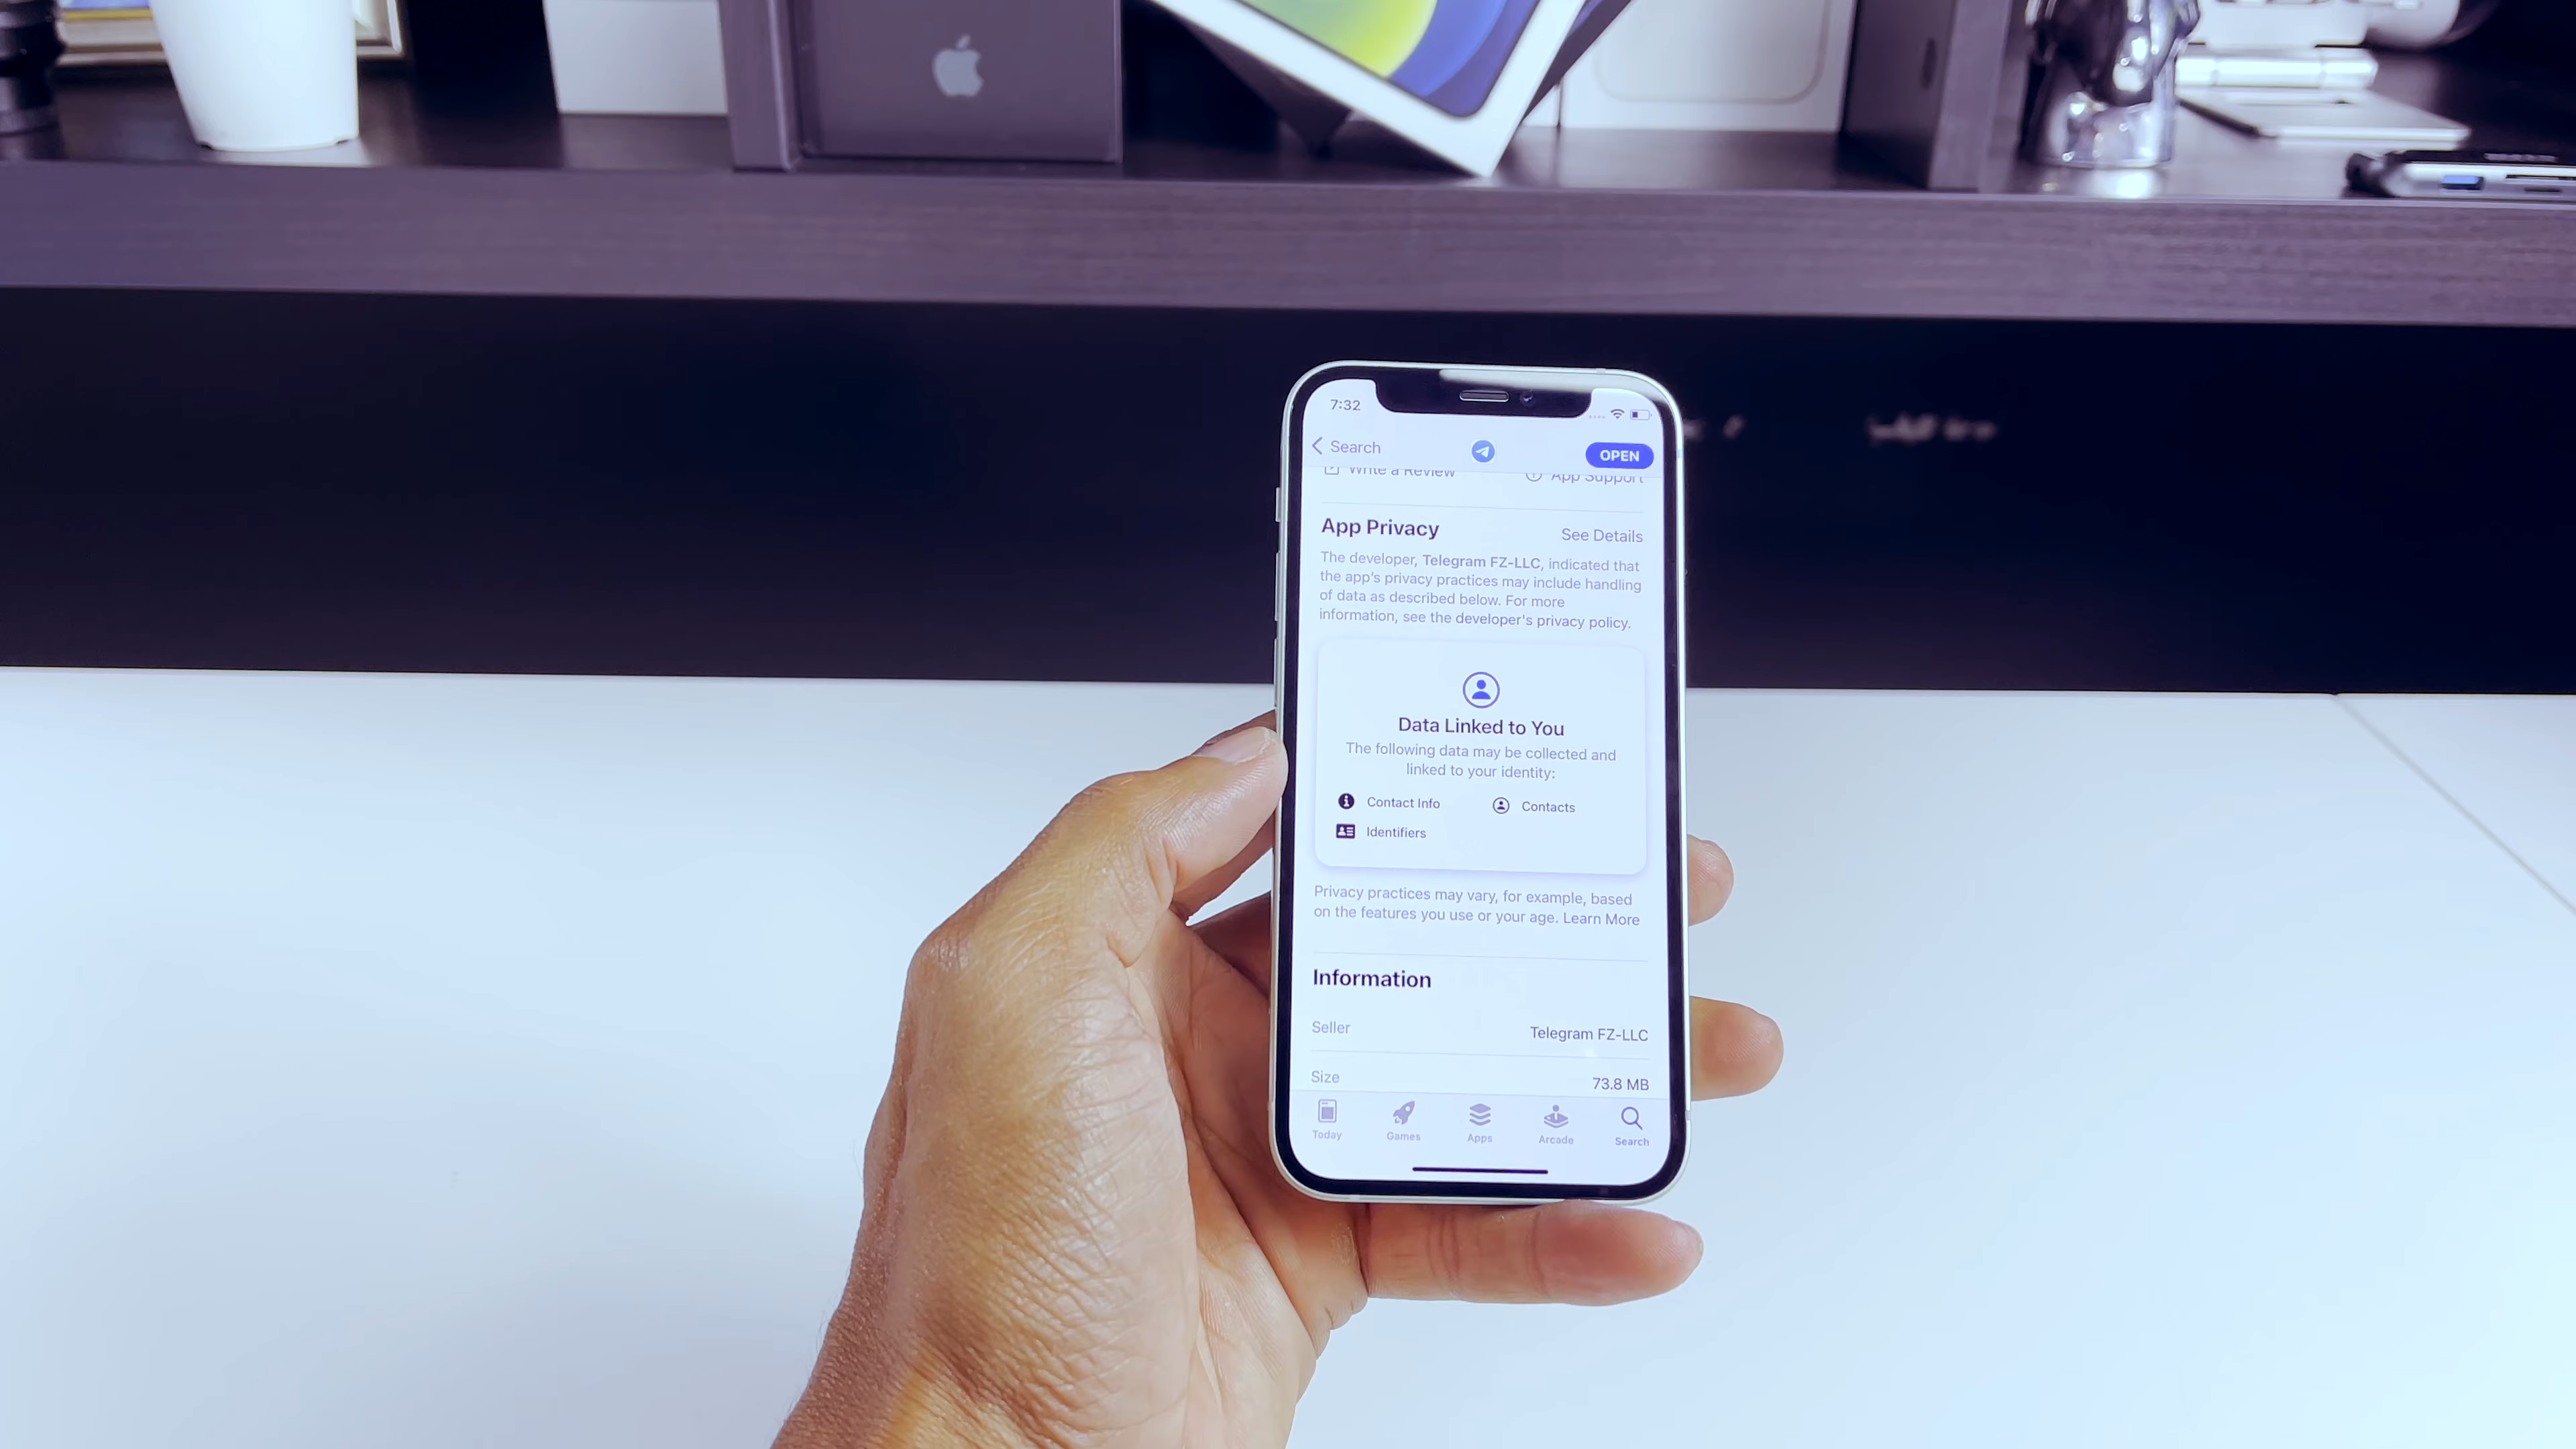 7:32
Search
OPEN
Write a Review
App Support
App Privacy
See Details
The developer, Telegram FZ-LLC, indicated that
the app's privacy practices may include handling
of data as described below. For more
information, see the developer's privacy policy.
Data Linked to You
The following data may be collected and
linked to your identity:
Contact Info
Contacts
Identifiers
Privacy practices may vary, for example, based
on the features you use or your age. Learn More
Information
Seller
Telegram FZ-LLC
Size
73.8 MB
Today
Games
Apps
Arcade
Search